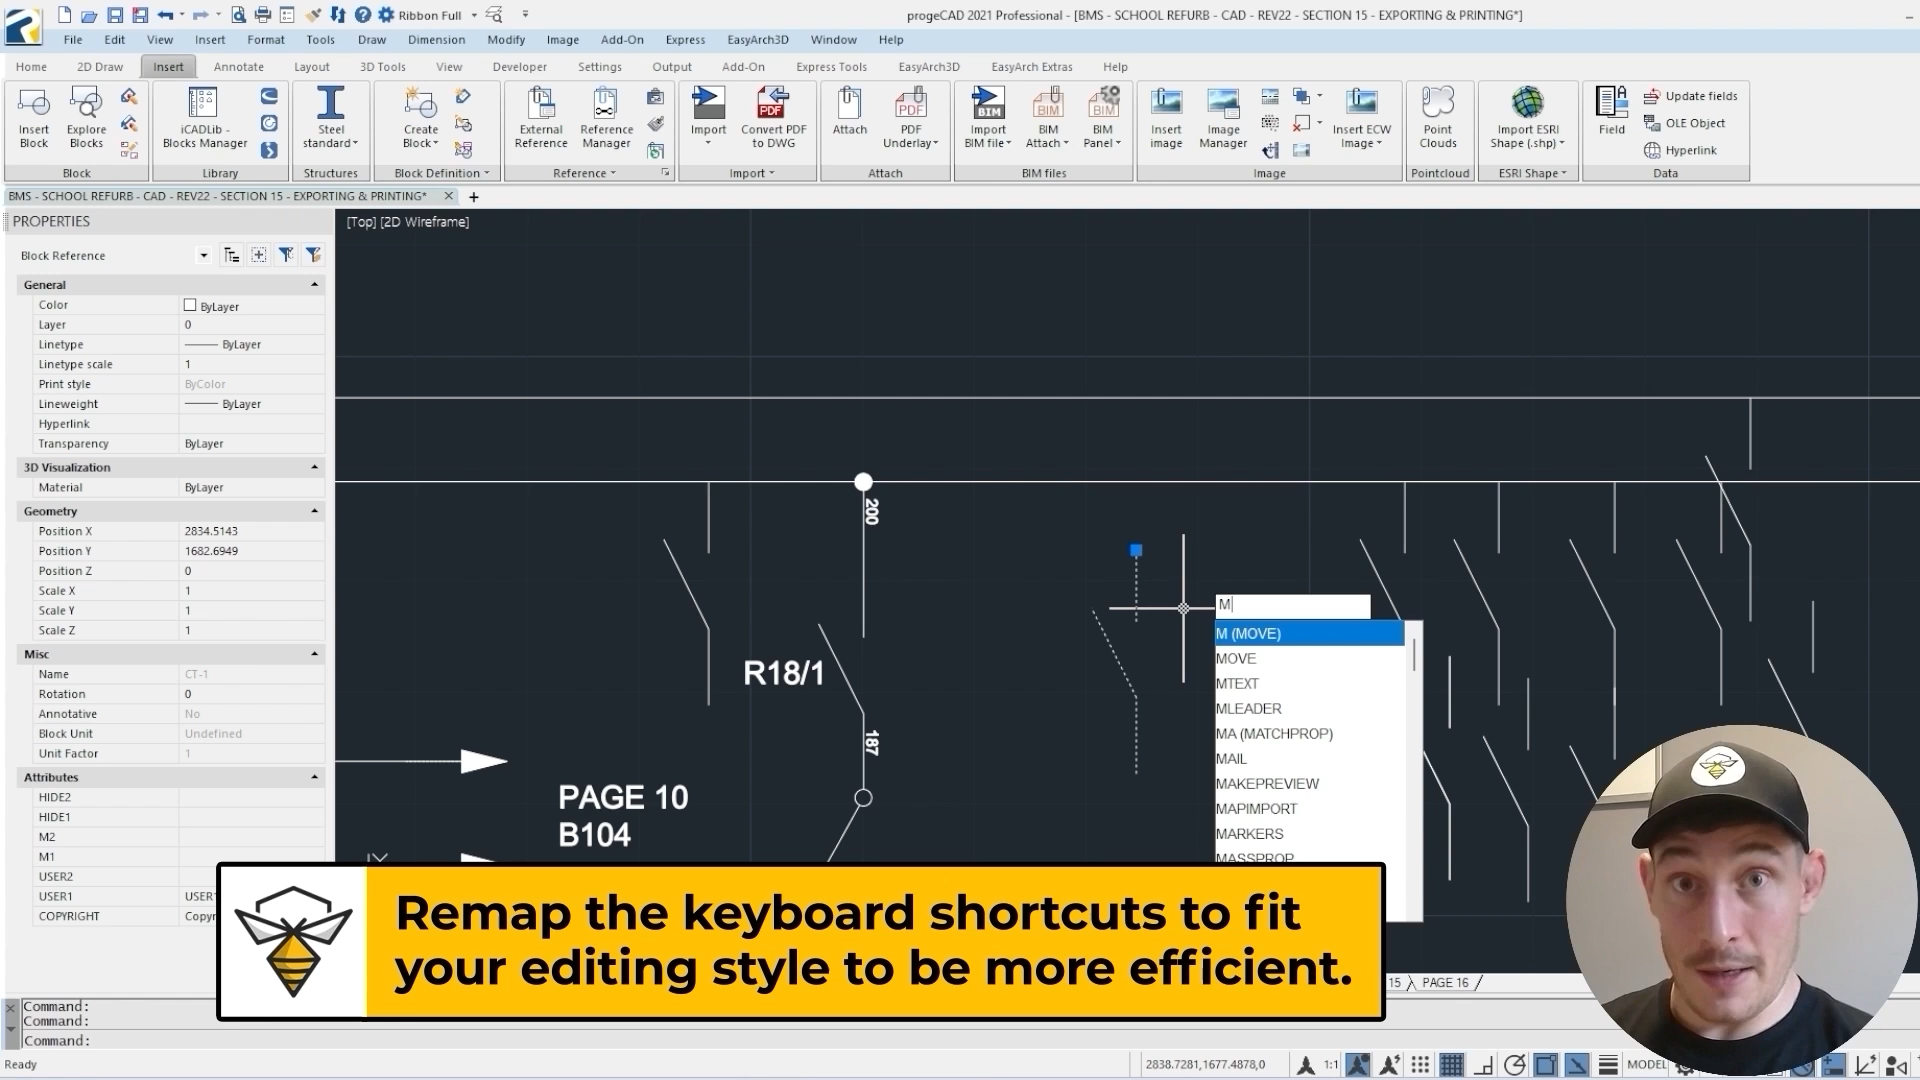 Ribbon Full
progeCAD 2021 Professional - [BMS - SCHOOL REFURB - CAD - REV22 - SECTION 15 - EXPORTING & PRINTING*]
File Edit View Insert Format Tools Draw Dimension Modify Image Add-On Express EasyArch3D Window Help
Home 2D Draw Insert Annotate Layout 3D Tools View Developer Settings Output Add-On Express Tools EasyArch3D EasyArch Extras Help
Insert Block
Explore Blocks
Block
iCADLib - Blocks Manager
Library
Steel standard
Structures
Create Block
Block Definition
External Reference
Reference Manager
Reference
Import
Convert PDF to DWG
Import
Attach
PDF Underlay
Attach
Import BIM file
BIM Attach
BIM Panel
BIM files
Insert image
Image Manager
Insert ECW Image
Image
Point Clouds
Pointcloud
Import ESRI Shape (.shp)
ESRI Shape
Field
Update fields
OLE Object
Hyperlink
Data
BMS - SCHOOL REFURB - CAD - REV22 - SECTION 15 - EXPORTING & PRINTING*
PROPERTIES
Block Reference
General
Color ByLayer
Layer 0
Linetype ByLayer
Linetype scale 1
Print style ByColor
Lineweight ByLayer
Hyperlink
Transparency ByLayer
3D Visualization
Material ByLayer
Geometry
Position X 2834.5143
Position Y 1682.6949
Position Z 0
Scale X 1
Scale Y 1
Scale Z 1
Misc
Name CT-1
Rotation 0
Annotative No
Block Unit Undefined
Unit Factor 1
Attributes
HIDE2
HIDE1
M2
M1
USER2
USER1 USER1
COPYRIGHT Copyr
[Top] [2D Wireframe]
200
R18/1
187
PAGE 10
B104
M
M (MOVE)
MOVE
MTEXT
MLEADER
MA (MATCHPROP)
MAIL
MAKEPREVIEW
MAPIMPORT
MARKERS
MASSPROP
Remap the keyboard shortcuts to fit
your editing style to be more efficient.
15 PAGE 16
Command:
Command:
Command:
Ready
2838.7281,1677.4878,0
1:1
MODEL